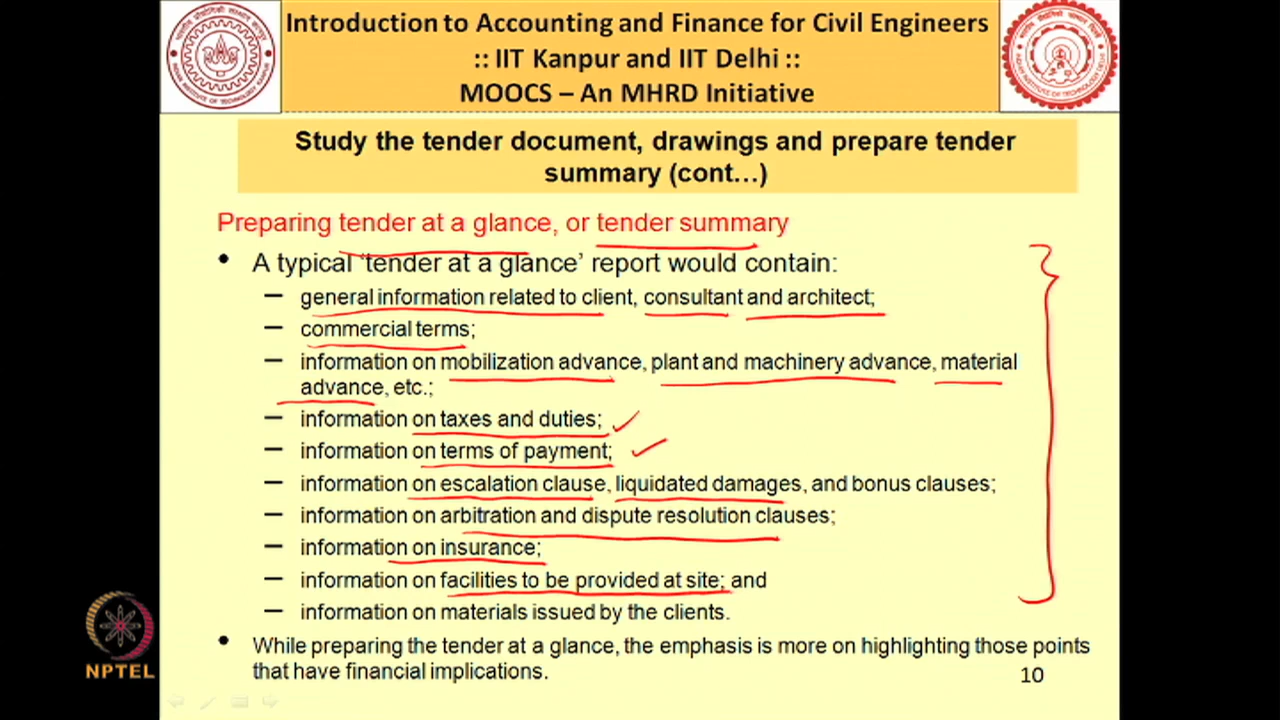 Introduction to Accounting and Finance for Civil Engineers
:: IIT Kanpur and IIT Delhi ::
MOOCS – An MHRD Initiative
Study the tender document, drawings and prepare tender
summary (cont…)
Preparing tender at a glance, or tender summary
• A typical ‘tender at a glance’ report would contain:
– general information related to client, consultant and architect;
– commercial terms;
– information on mobilization advance, plant and machinery advance, material
advance, etc.;
– information on taxes and duties;
– information on terms of payment;
– information on escalation clause, liquidated damages, and bonus clauses;
– information on arbitration and dispute resolution clauses;
– information on insurance;
– information on facilities to be provided at site; and
– information on materials issued by the clients.
• While preparing the tender at a glance, the emphasis is more on highlighting those points
that have financial implications.
10
NPTEL